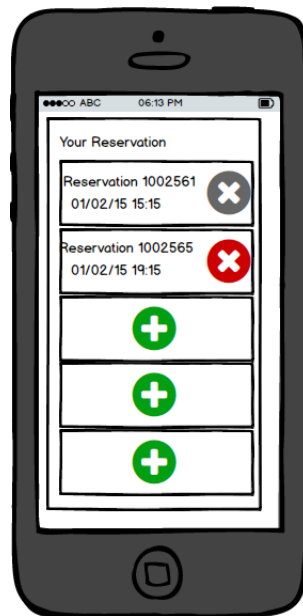 ABC 06:13 PM
Your Reservation
Reservation 1002561
01/02/15 15:15
Reservation 1002565
01/02/15 19:15